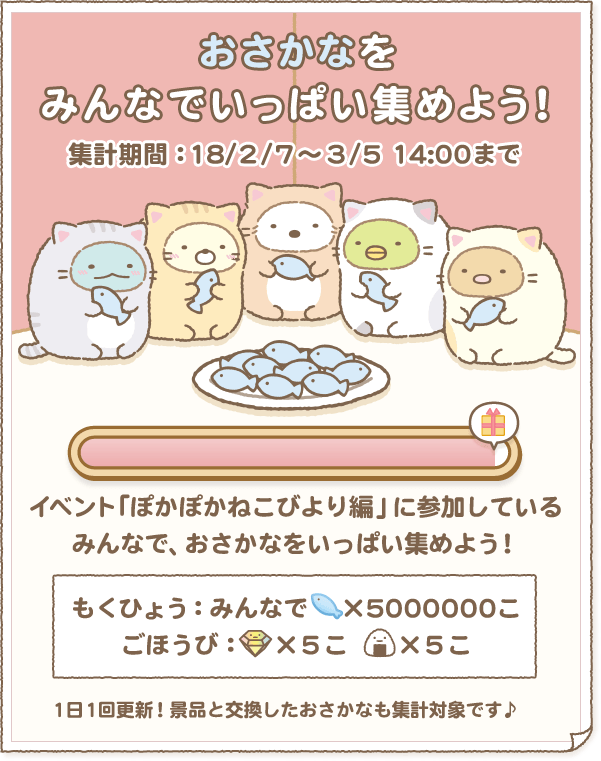 おさかなを
みんなでいっぱい集めよう！
集計期間：18/2/7〜3/5 14:00まで
イベント「ぽかぽかねこびより編」に参加している
みんなで、おさかなをいっぱい集めよう！
もくひょう：みんなで×5000000こ
ごほうび：×5こ ×5こ
1日1回更新！景品と交換したおさかなも集計対象です♪